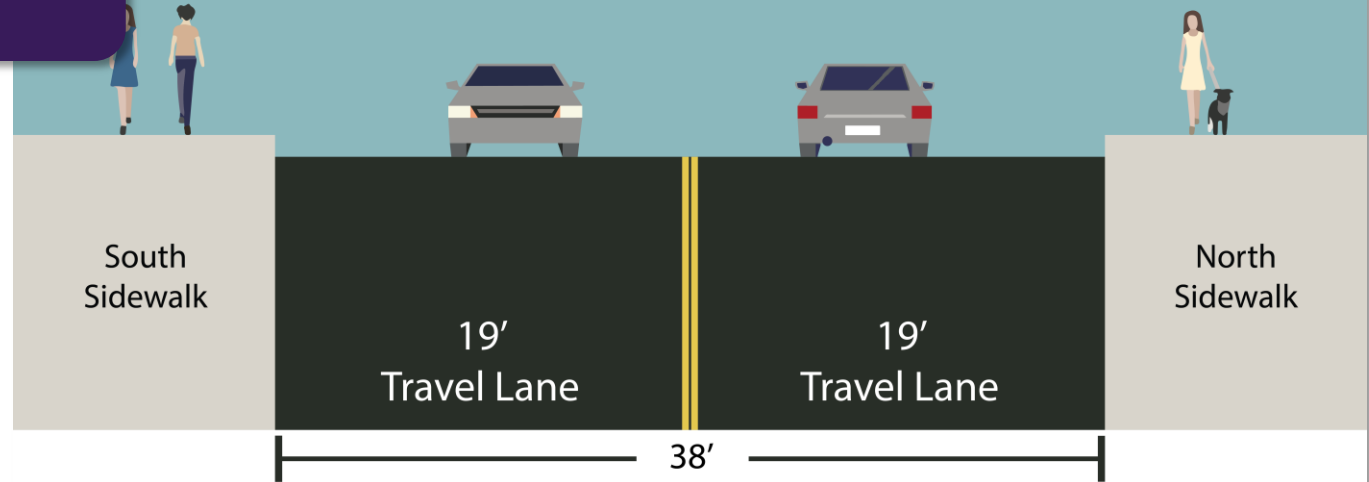 South
Sidewalk
19’
Travel Lane
19’
Travel Lane
North
Sidewalk
38’